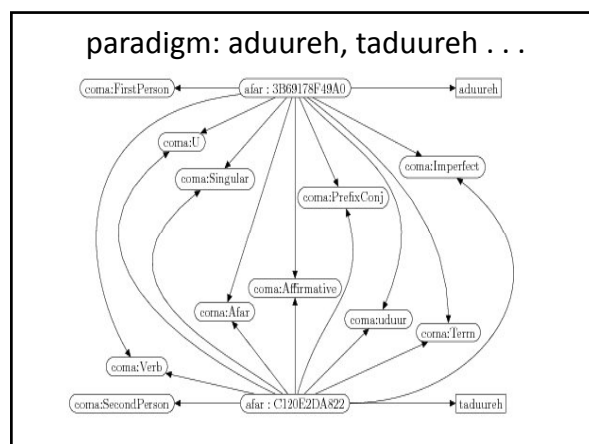 paradigm: aduureh, taduureh . . .
coma:FirstPerson
afar : 3B69178F49A0
aduureh
coma:U
coma:Imperfect
coma:Singular
coma:PrefixConj
coma:Affirmative
coma:Afar
coma:uduur
coma:Term
coma:Verb
coma:SecondPerson
afar : C120E2DA822
taduureh